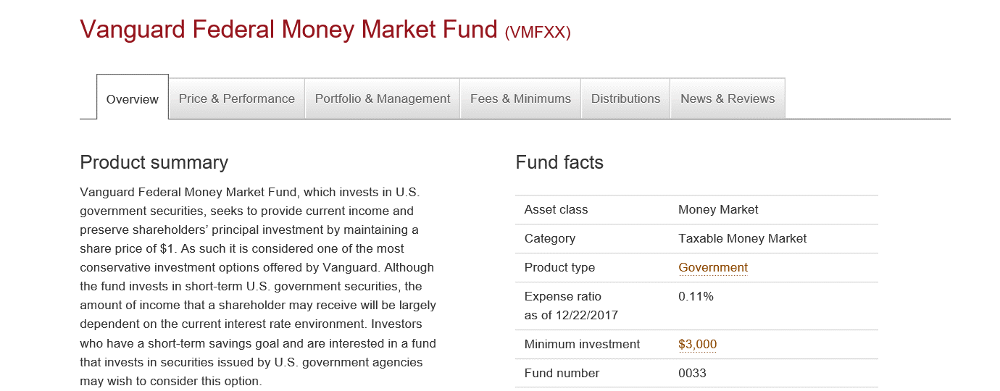 Vanguard Federal Money Market Fund (VMFXX)
Overview Price & Performance Portfolio & Management Fees & Minimums Distributions News & Reviews
Product summary
Vanguard Federal Money Market Fund, which invests in U.S.
government securities, seeks to provide current income and
preserve shareholders’ principal investment by maintaining a
share price of $1. As such it is considered one of the most
conservative investment options offered by Vanguard. Although
the fund invests in short-term U.S. government securities, the
amount of income that a shareholder may receive will be largely
dependent on the current interest rate environment. Investors
who have a short-term savings goal and are interested in a fund
that invests in securities issued by U.S. government agencies
may wish to consider this option.
Fund facts
Asset class Money Market
Category Taxable Money Market
Product type Government
Expense ratio 0.11%
as of 12/22/2017
Minimum investment $3,000
Fund number 0033